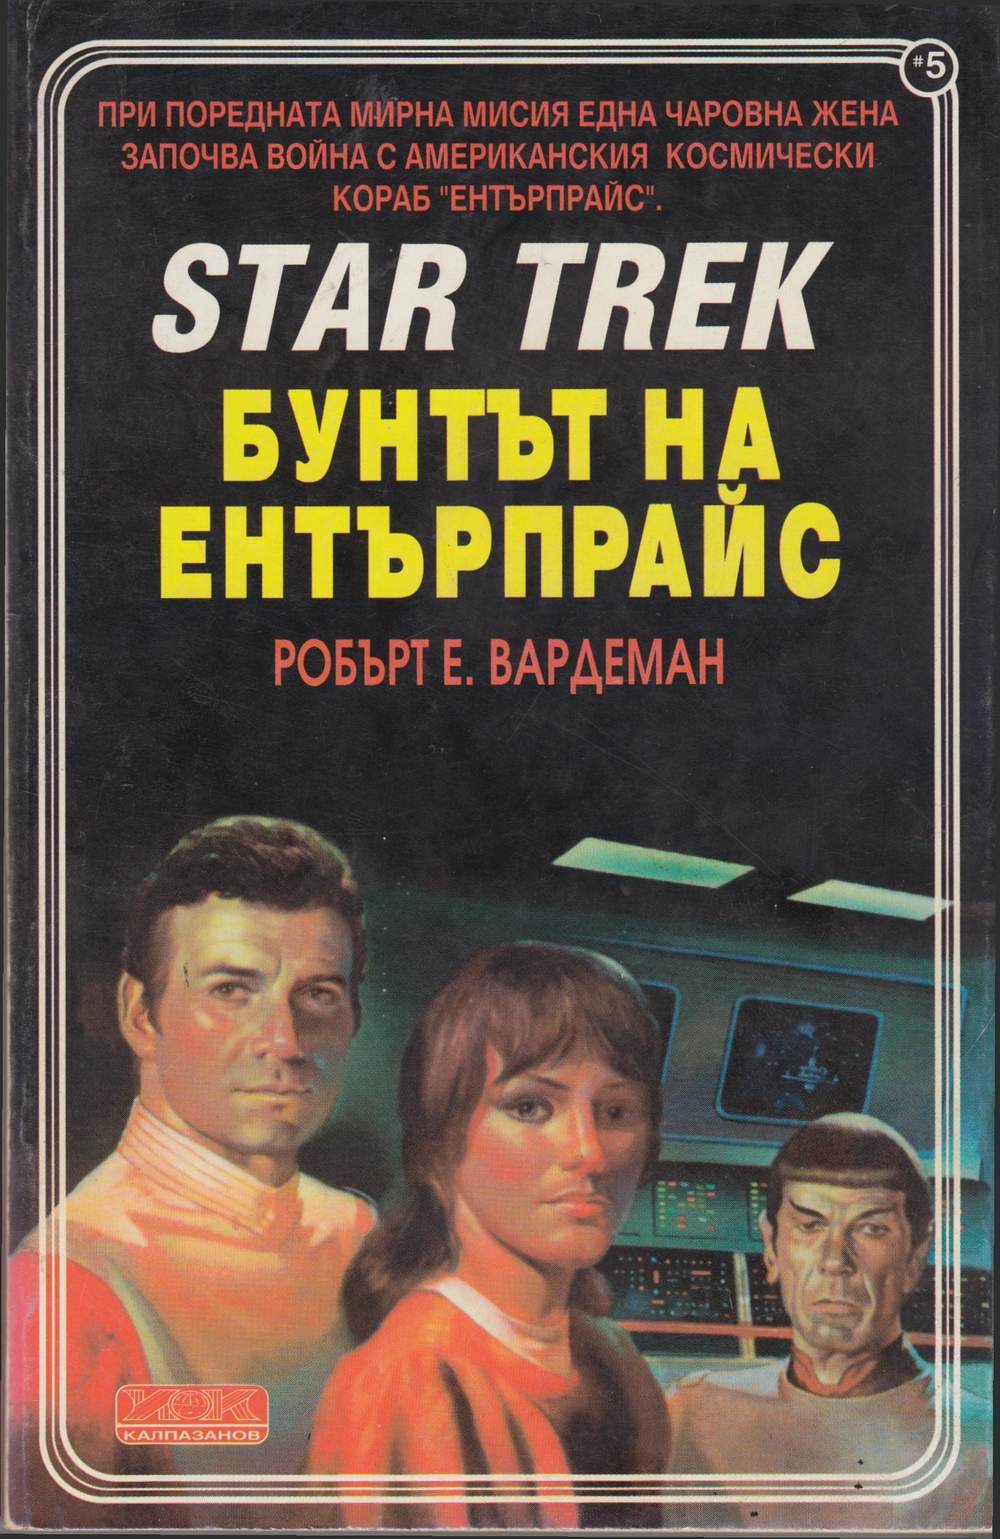 #5
ПРИ ПОРЕДНАТА МИРНА МИСИЯ ЕДНА ЧАРОВНА ЖЕНА
ЗАПОЧВА ВОЙНА С АМЕРИКАНСКИЯ КОСМИЧЕСКИ
КОРАБ "ЕНТЪРПРАЙС".
STAR TREK
БУНТЪТ НА
ЕНТЪРПРАЙС
РОБЪРТ Е. ВАРДЕМАН
ИК
КАЛПАЗАНОВ